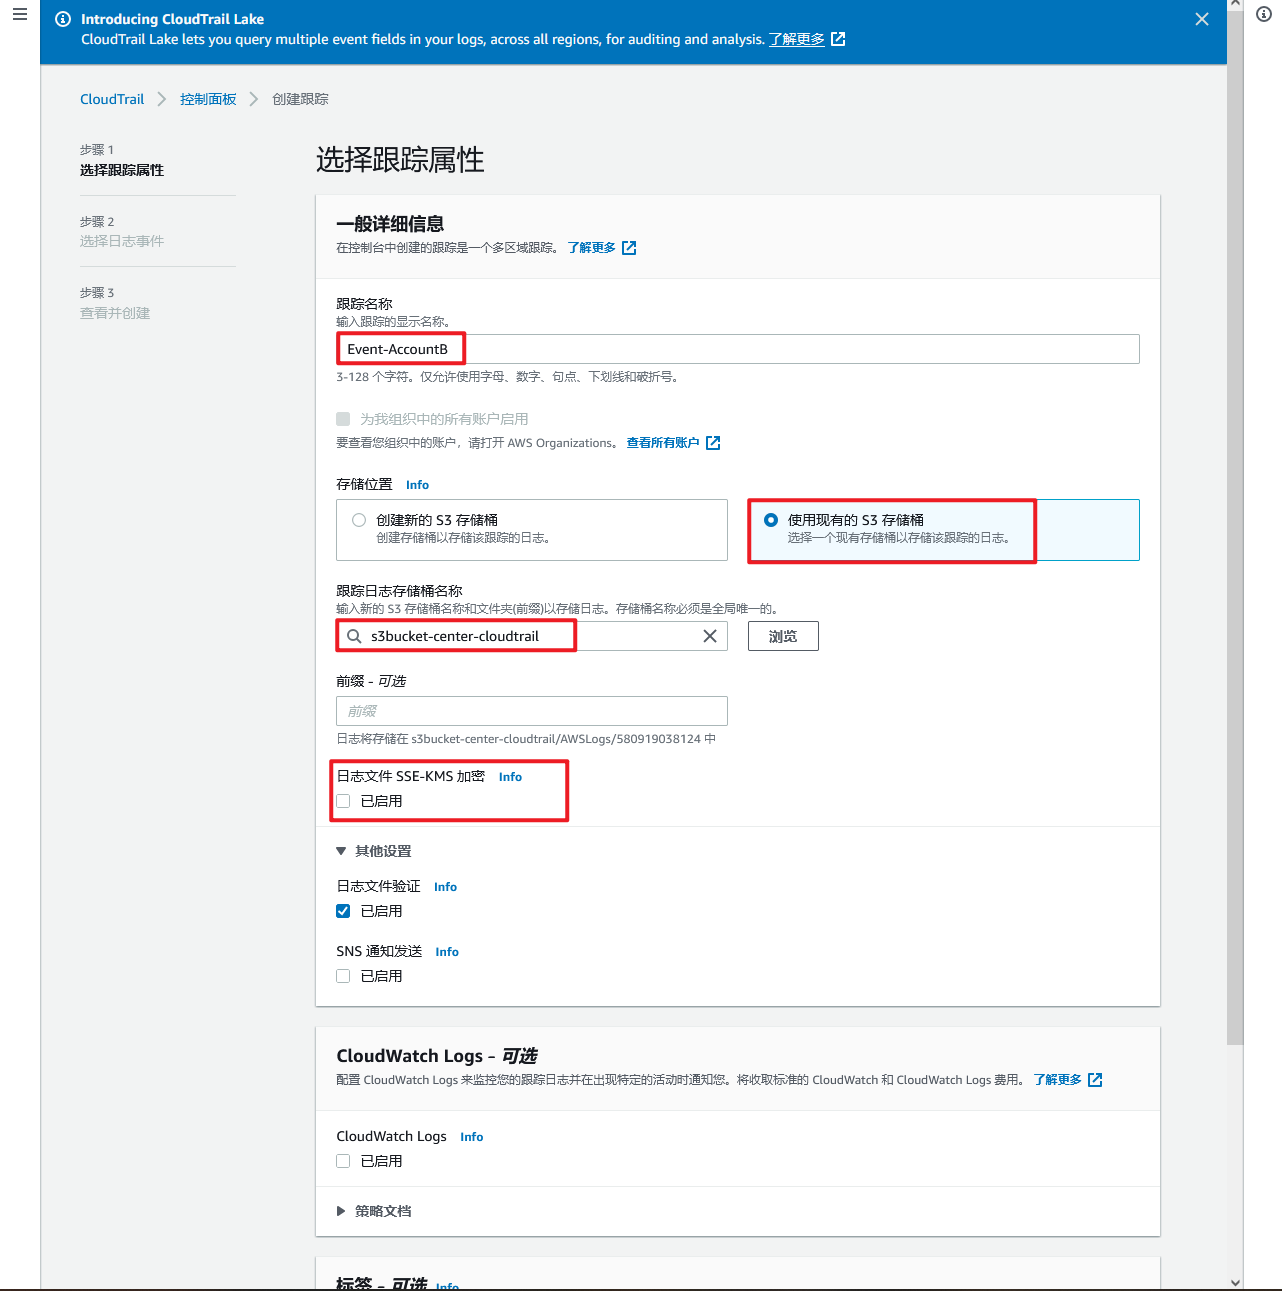 Introducing CloudTrail Lake
CloudTrail Lake lets you query multiple event fields in your logs, across all regions, for auditing and analysis. 了解更多
CloudTrail > 控制面板 > 创建跟踪
步骤 1
选择跟踪属性
步骤 2
选择日志事件
步骤 3
查看并创建
选择跟踪属性
一般详细信息
在控制台中创建的跟踪是一个多区域跟踪。 了解更多
跟踪名称
输入跟踪的显示名称。
Event-AccountB
3-128 个字符。仅允许使用字母、数字、句点、下划线和破折号。
为我组织中的所有账户启用
要查看您组织中的账户，请打开 AWS Organizations。 查看所有账户
存储位置 Info
创建新的 S3 存储桶
创建存储桶以存储该跟踪的日志。
使用现有的 S3 存储桶
选择一个现有存储桶以存储该跟踪的日志。
跟踪日志存储桶名称
输入新的 S3 存储桶名称和文件夹(前缀)以存储日志。存储桶名称必须是全局唯一的。
s3bucket-center-cloudtrail
浏览
前缀 - 可选
前缀
日志将存储在 s3bucket-center-cloudtrail/AWSLogs/580919038124 中
日志文件 SSE-KMS 加密 Info
已启用
其他设置
日志文件验证 Info
已启用
SNS 通知发送 Info
已启用
CloudWatch Logs - 可选
配置 CloudWatch Logs 来监控您的跟踪日志并在出现特定的活动时通知您。将收取标准的 CloudWatch 和 CloudWatch Logs 费用。 了解更多
CloudWatch Logs Info
已启用
策略文档
标签 - 可选 Info